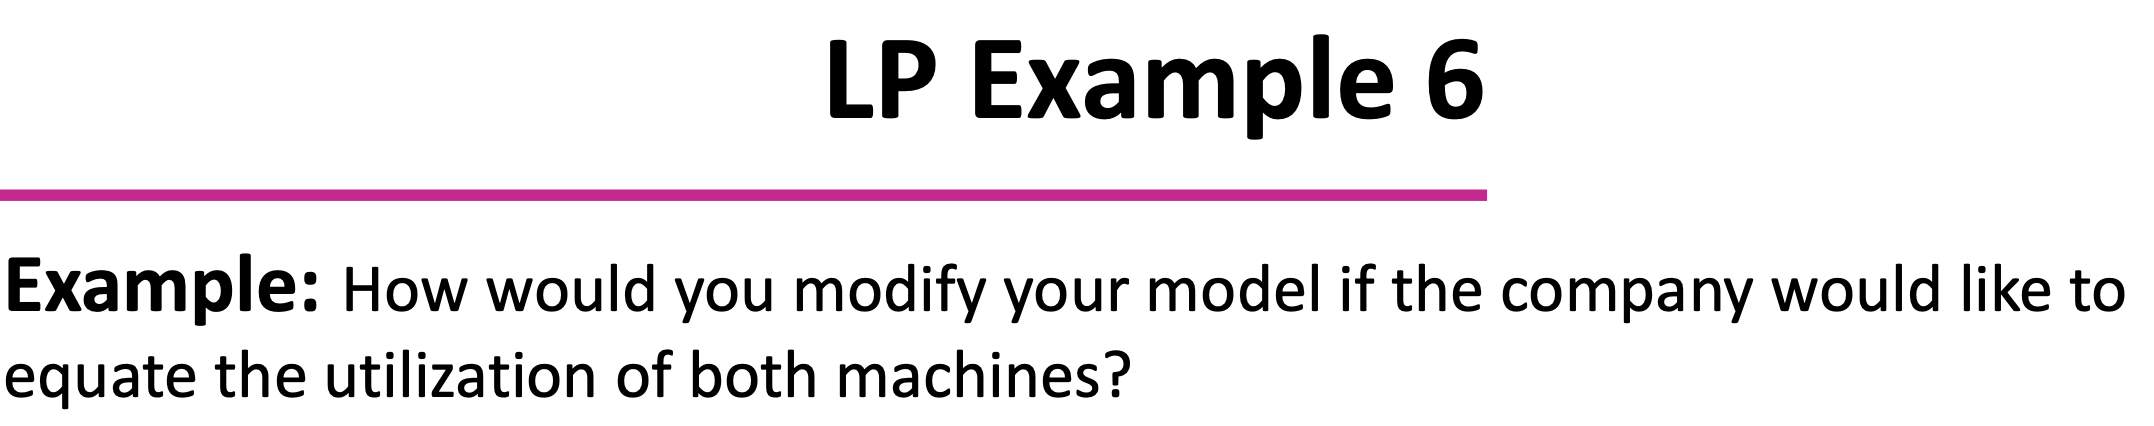 LP Example 6
Example: How would you modify your model if the company would like to
equate the utilization of both machines?